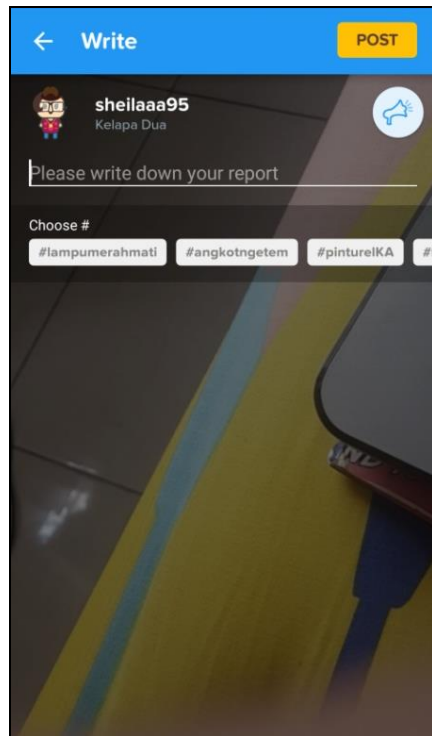 Write
POST
sheilaaa95
Kelapa Dua
Please write down your report
Choose #
#lampumerahmati #angkotngetem #pinturelKA #